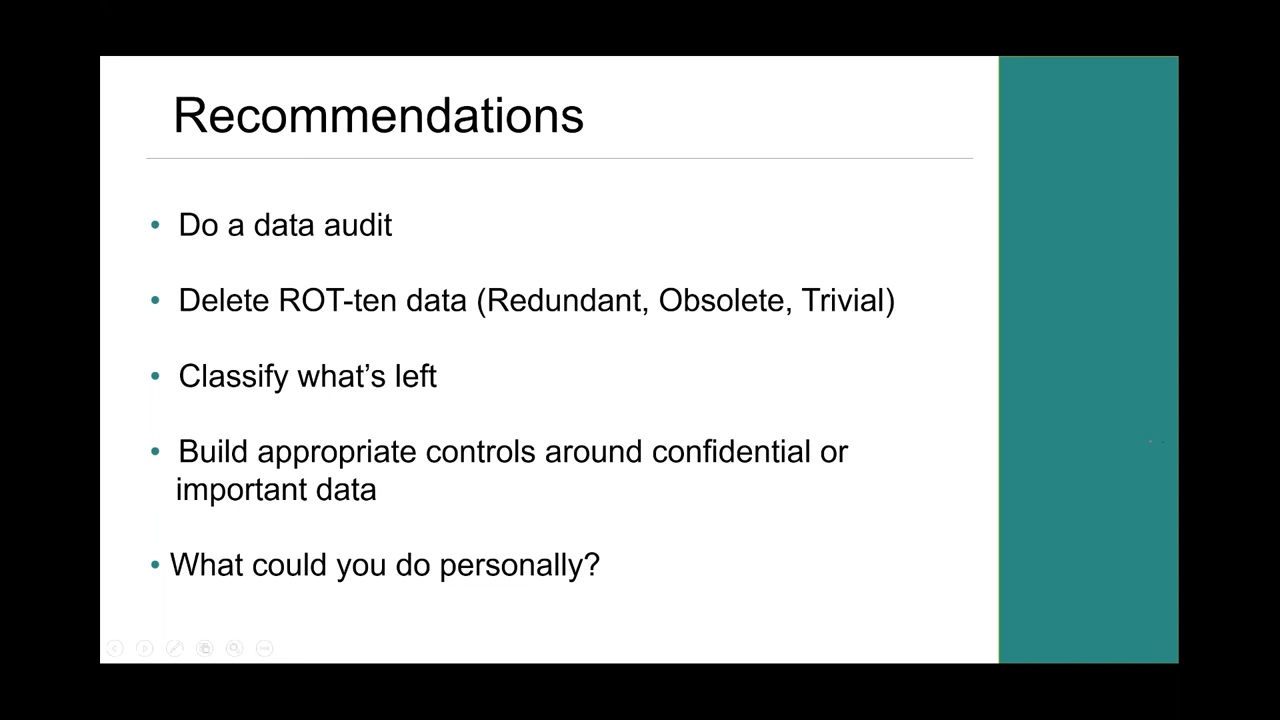 Recommendations
• Do a data audit
• Delete ROT-ten data (Redundant, Obsolete, Trivial)
• Classify what’s left
• Build appropriate controls around confidential or
important data
• What could you do personally?